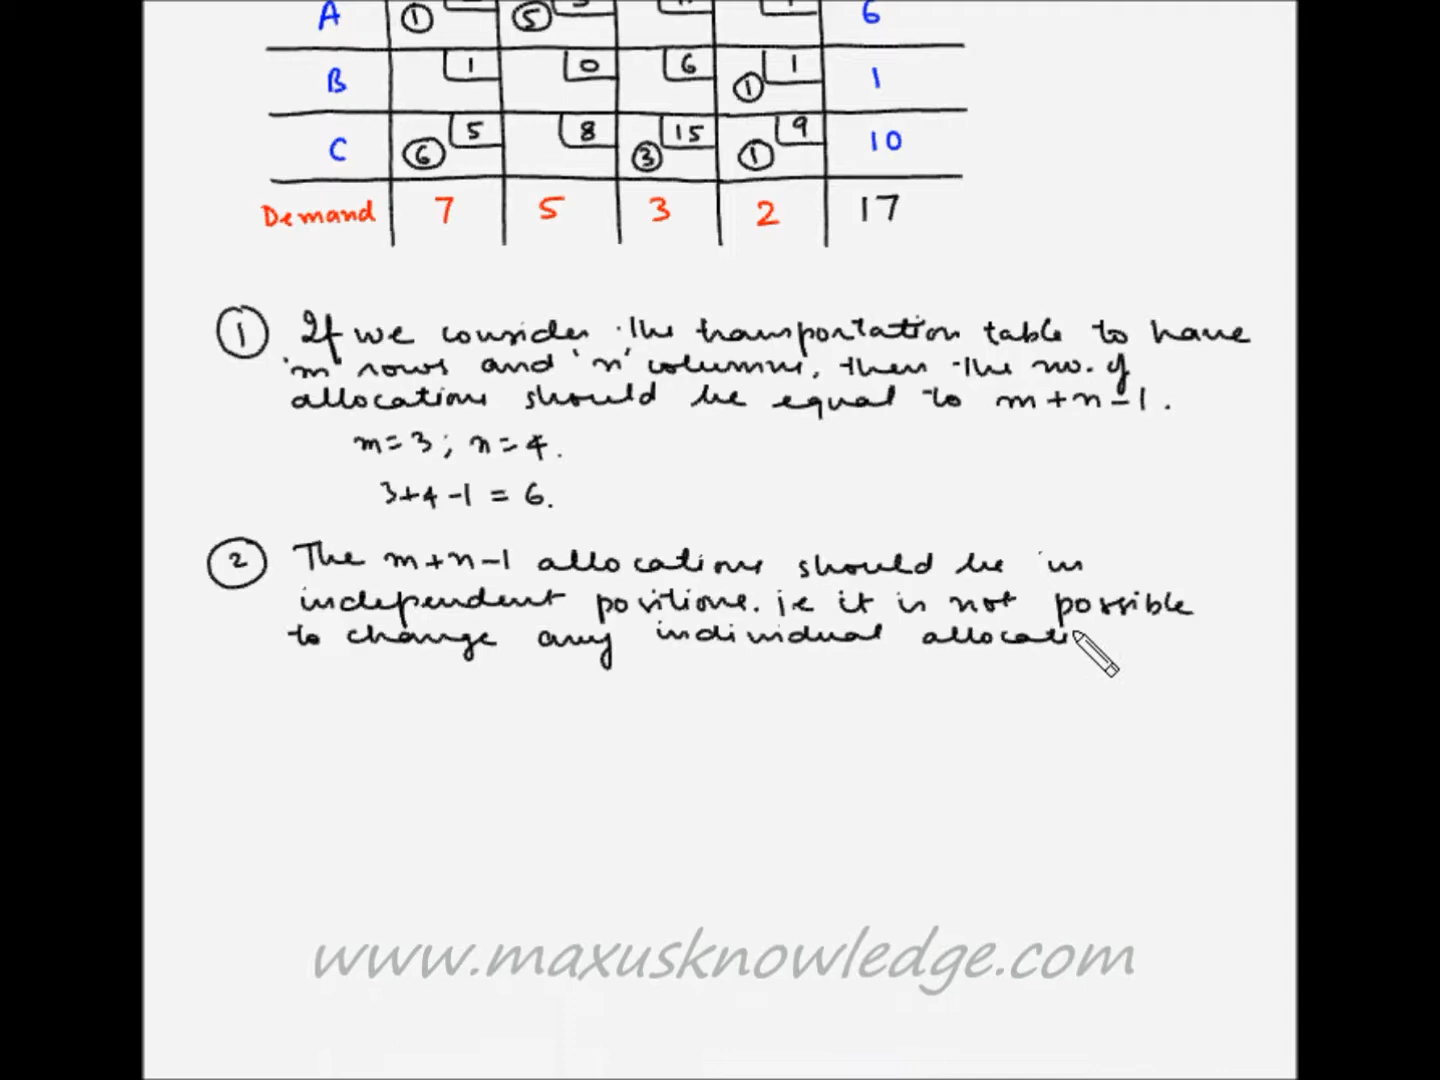 A 1 5 6
B 1 0 6 1 1 1
C 6 5 8 3 15 1 9 10
Demand 7 5 3 2 17
1 If we consider the transportation table to have
'm' rows and 'n' columns, then the no. of
allocations should be equal to m+n-1.
m=3; n=4.
3+4-1=6.
2 The m+n-1 allocations should be in
independent positions. ie it is not possible
to change any individual allocati
www.maxusknowledge.com